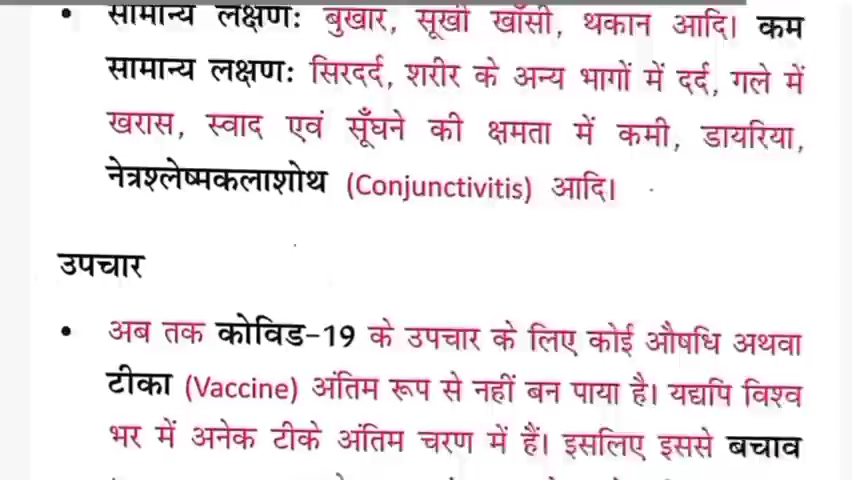 • सामान्य लक्षण: बुखार, सूखी खाँसी, थकान आदि। कम
सामान्य लक्षण: सिरदर्द, शरीर के अन्य भागों में दर्द, गले में
खरास, स्वाद एवं सूँघने की क्षमता में कमी, डायरिया,
नेत्रश्लेष्मकलाशोथ (Conjunctivitis) आदि।
उपचार
• अब तक कोविड-19 के उपचार के लिए कोई औषधि अथवा
टीका (Vaccine) अंतिम रूप से नहीं बन पाया है। यद्यपि विश्व
भर में अनेक टीके अंतिम चरण में हैं। इसलिए इससे बचाव